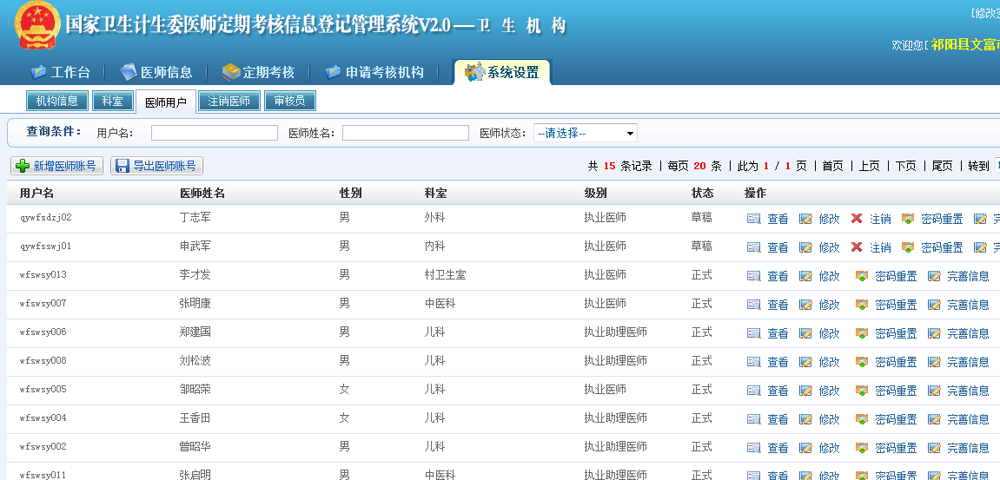 国家卫生计生委医师定期考核信息登记管理系统V2.0—卫 生 机 构
[修改密
欢迎您[ 祁阳县文富市
工作台 医师信息 定期考核 申请考核机构 系统设置
机构信息 科室 医师用户 注销医师 审核员
查询条件: 用户名: 医师姓名: 医师状态: --请选择--
新增医师账号 导出医师账号 共 15 条记录 | 每页 20 条 | 此为 1 / 1 页 | 首页 | 上页 | 下页 | 尾页 | 转到 1
用户名 医师姓名 性别 科室 级别 状态 操作
qywfsdzj02 丁志军 男 外科 执业医师 草稿 查看 修改 注销 密码重置 完
qywfsswj01 申武军 男 内科 执业医师 草稿 查看 修改 注销 密码重置 完
wfswsy013 李才发 男 村卫生室 执业医师 正式 查看 修改 密码重置 完善信息
wfswsy007 张明康 男 中医科 执业医师 正式 查看 修改 密码重置 完善信息
wfswsy006 郑建国 男 儿科 执业助理医师 正式 查看 修改 密码重置 完善信息
wfswsy008 刘松波 男 儿科 执业助理医师 正式 查看 修改 密码重置 完善信息
wfswsy005 邹昭荣 女 儿科 执业医师 正式 查看 修改 密码重置 完善信息
wfswsy004 王香田 女 儿科 执业助理医师 正式 查看 修改 密码重置 完善信息
wfswsy002 曾昭华 男 儿科 执业助理医师 正式 查看 修改 密码重置 完善信息
wfswsy011 张启明 男 中医科 执业助理医师 正式 查看 修改 密码重置 完善信息